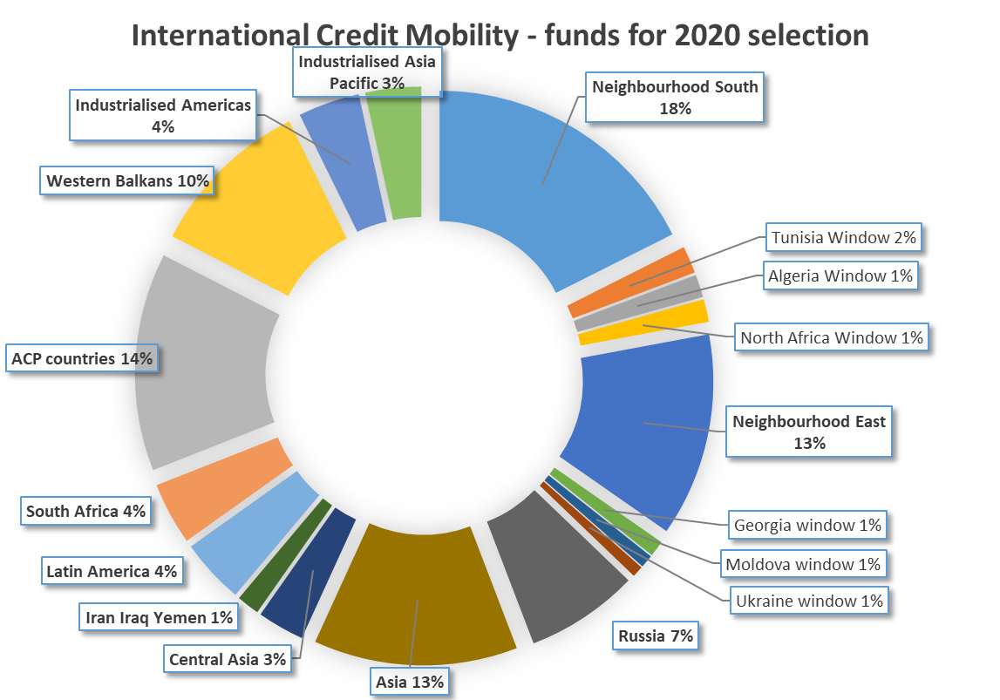 International Credit Mobility - funds for 2020 selection
Industrialised Asia
Pacific 3%
Neighbourhood South
18%
Industrialised Americas
4%
Western Balkans 10%
Tunisia Window 2%
Algeria Window 1%
North Africa Window 1%
ACP countries 14%
Neighbourhood East
13%
South Africa 4%
Georgia window 1%
Moldova window 1%
Latin America 4%
Ukraine window 1%
Iran Iraq Yemen 1%
Russia 7%
Central Asia 3%
Asia 13%